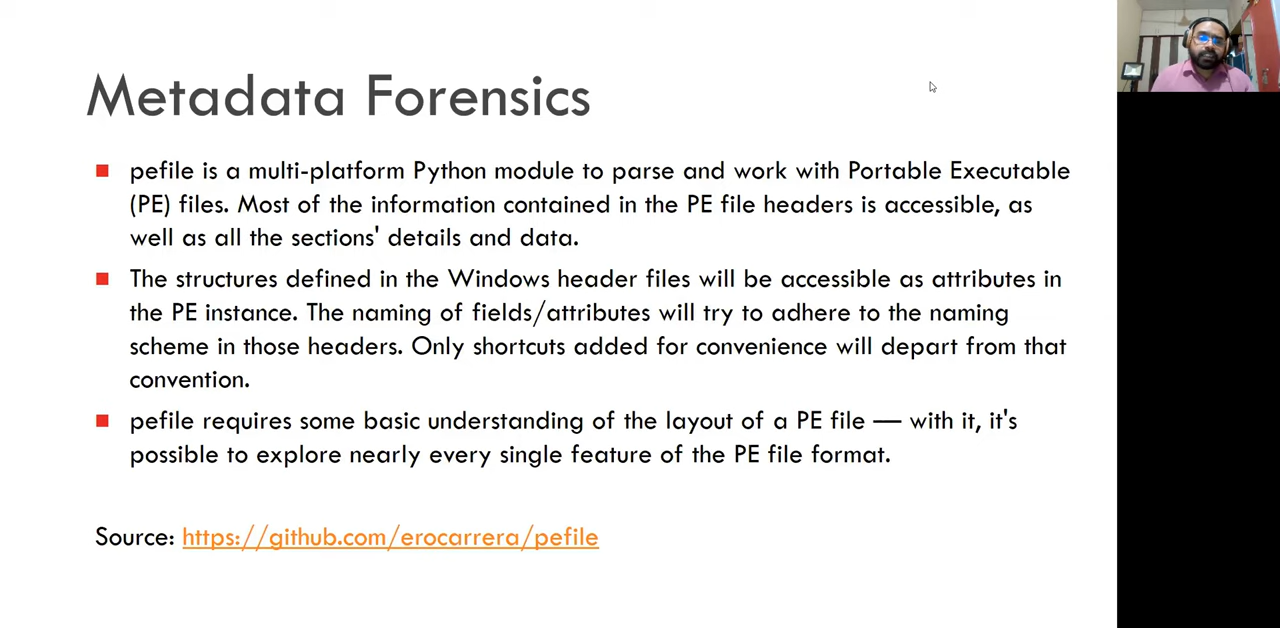 Metadata Forensics
pefile is a multi-platform Python module to parse and work with Portable Executable
(PE) files. Most of the information contained in the PE file headers is accessible, as
well as all the sections' details and data.
The structures defined in the Windows header files will be accessible as attributes in
the PE instance. The naming of fields/attributes will try to adhere to the naming
scheme in those headers. Only shortcuts added for convenience will depart from that
convention.
pefile requires some basic understanding of the layout of a PE file — with it, it's
possible to explore nearly every single feature of the PE file format.
Source: https://github.com/erocarrera/pefile